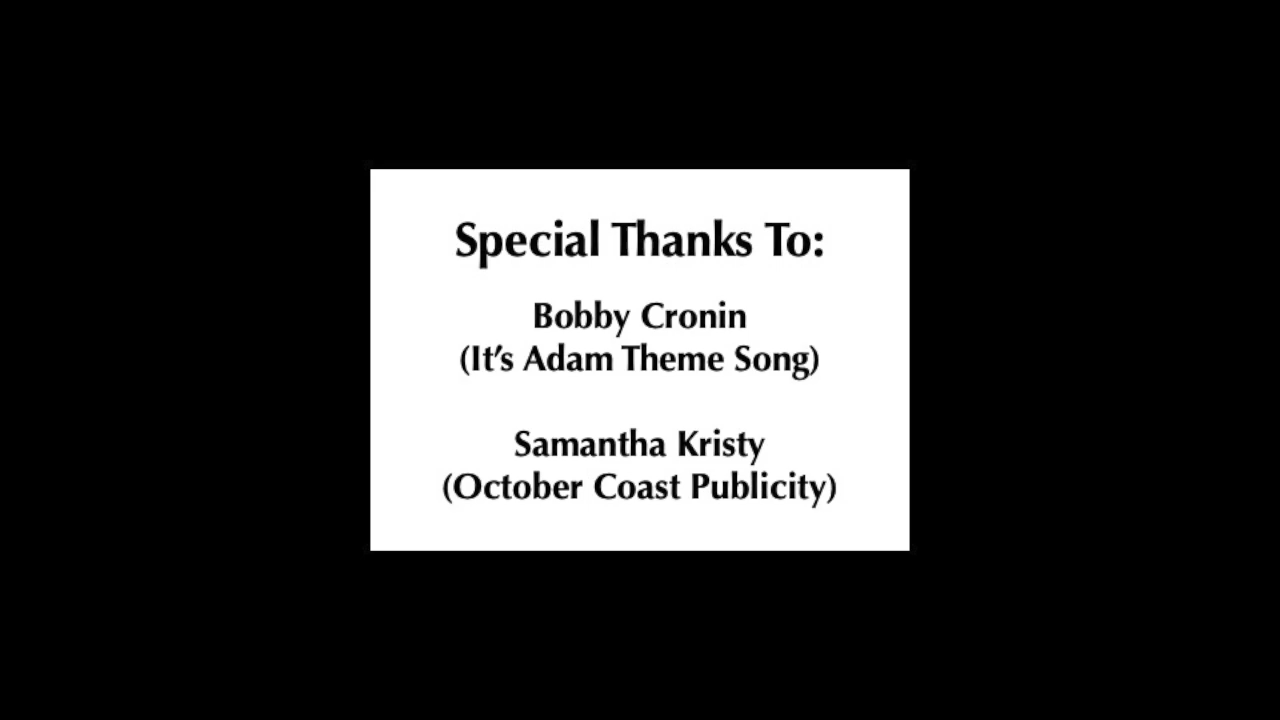 Special Thanks To:
Bobby Cronin
(It’s Adam Theme Song)
Samantha Kristy
(October Coast Publicity)